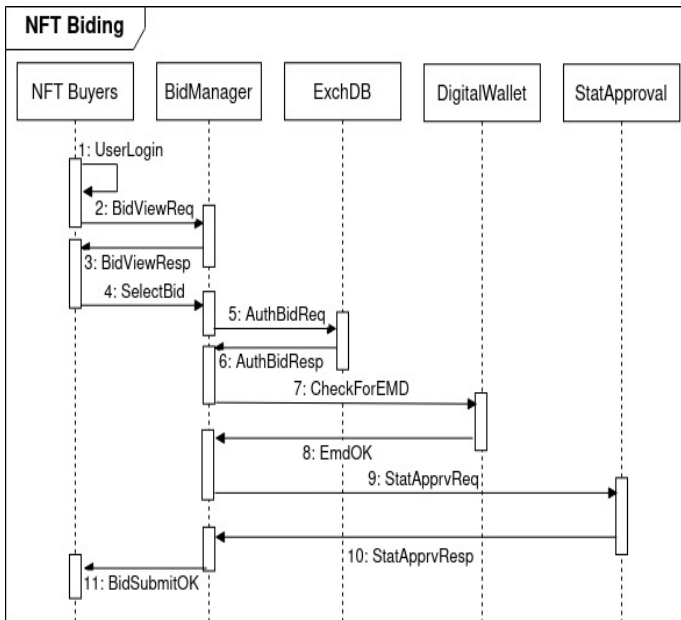 NFT Biding
NFT Buyers
BidManager
ExchDB
DigitalWallet
StatApproval
1: UserLogin
2: BidViewReq
3: BidViewResp
4: SelectBid
5: AuthBidReq
6: AuthBidResp
7: CheckForEMD
8: EmdOK
9: StatApprvReq
10: StatApprvResp
11: BidSubmitOK